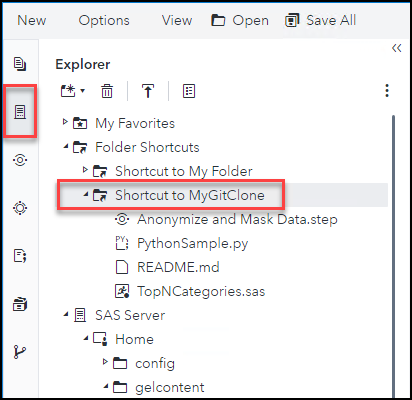 New Options View Open Save All
Explorer
My Favorites
Folder Shortcuts
Shortcut to My Folder
Shortcut to MyGitClone
Anonymize and Mask Data.step
PY PythonSample.py
README.md
TopNCategories.sas
SAS Server
Home
config
gelcontent